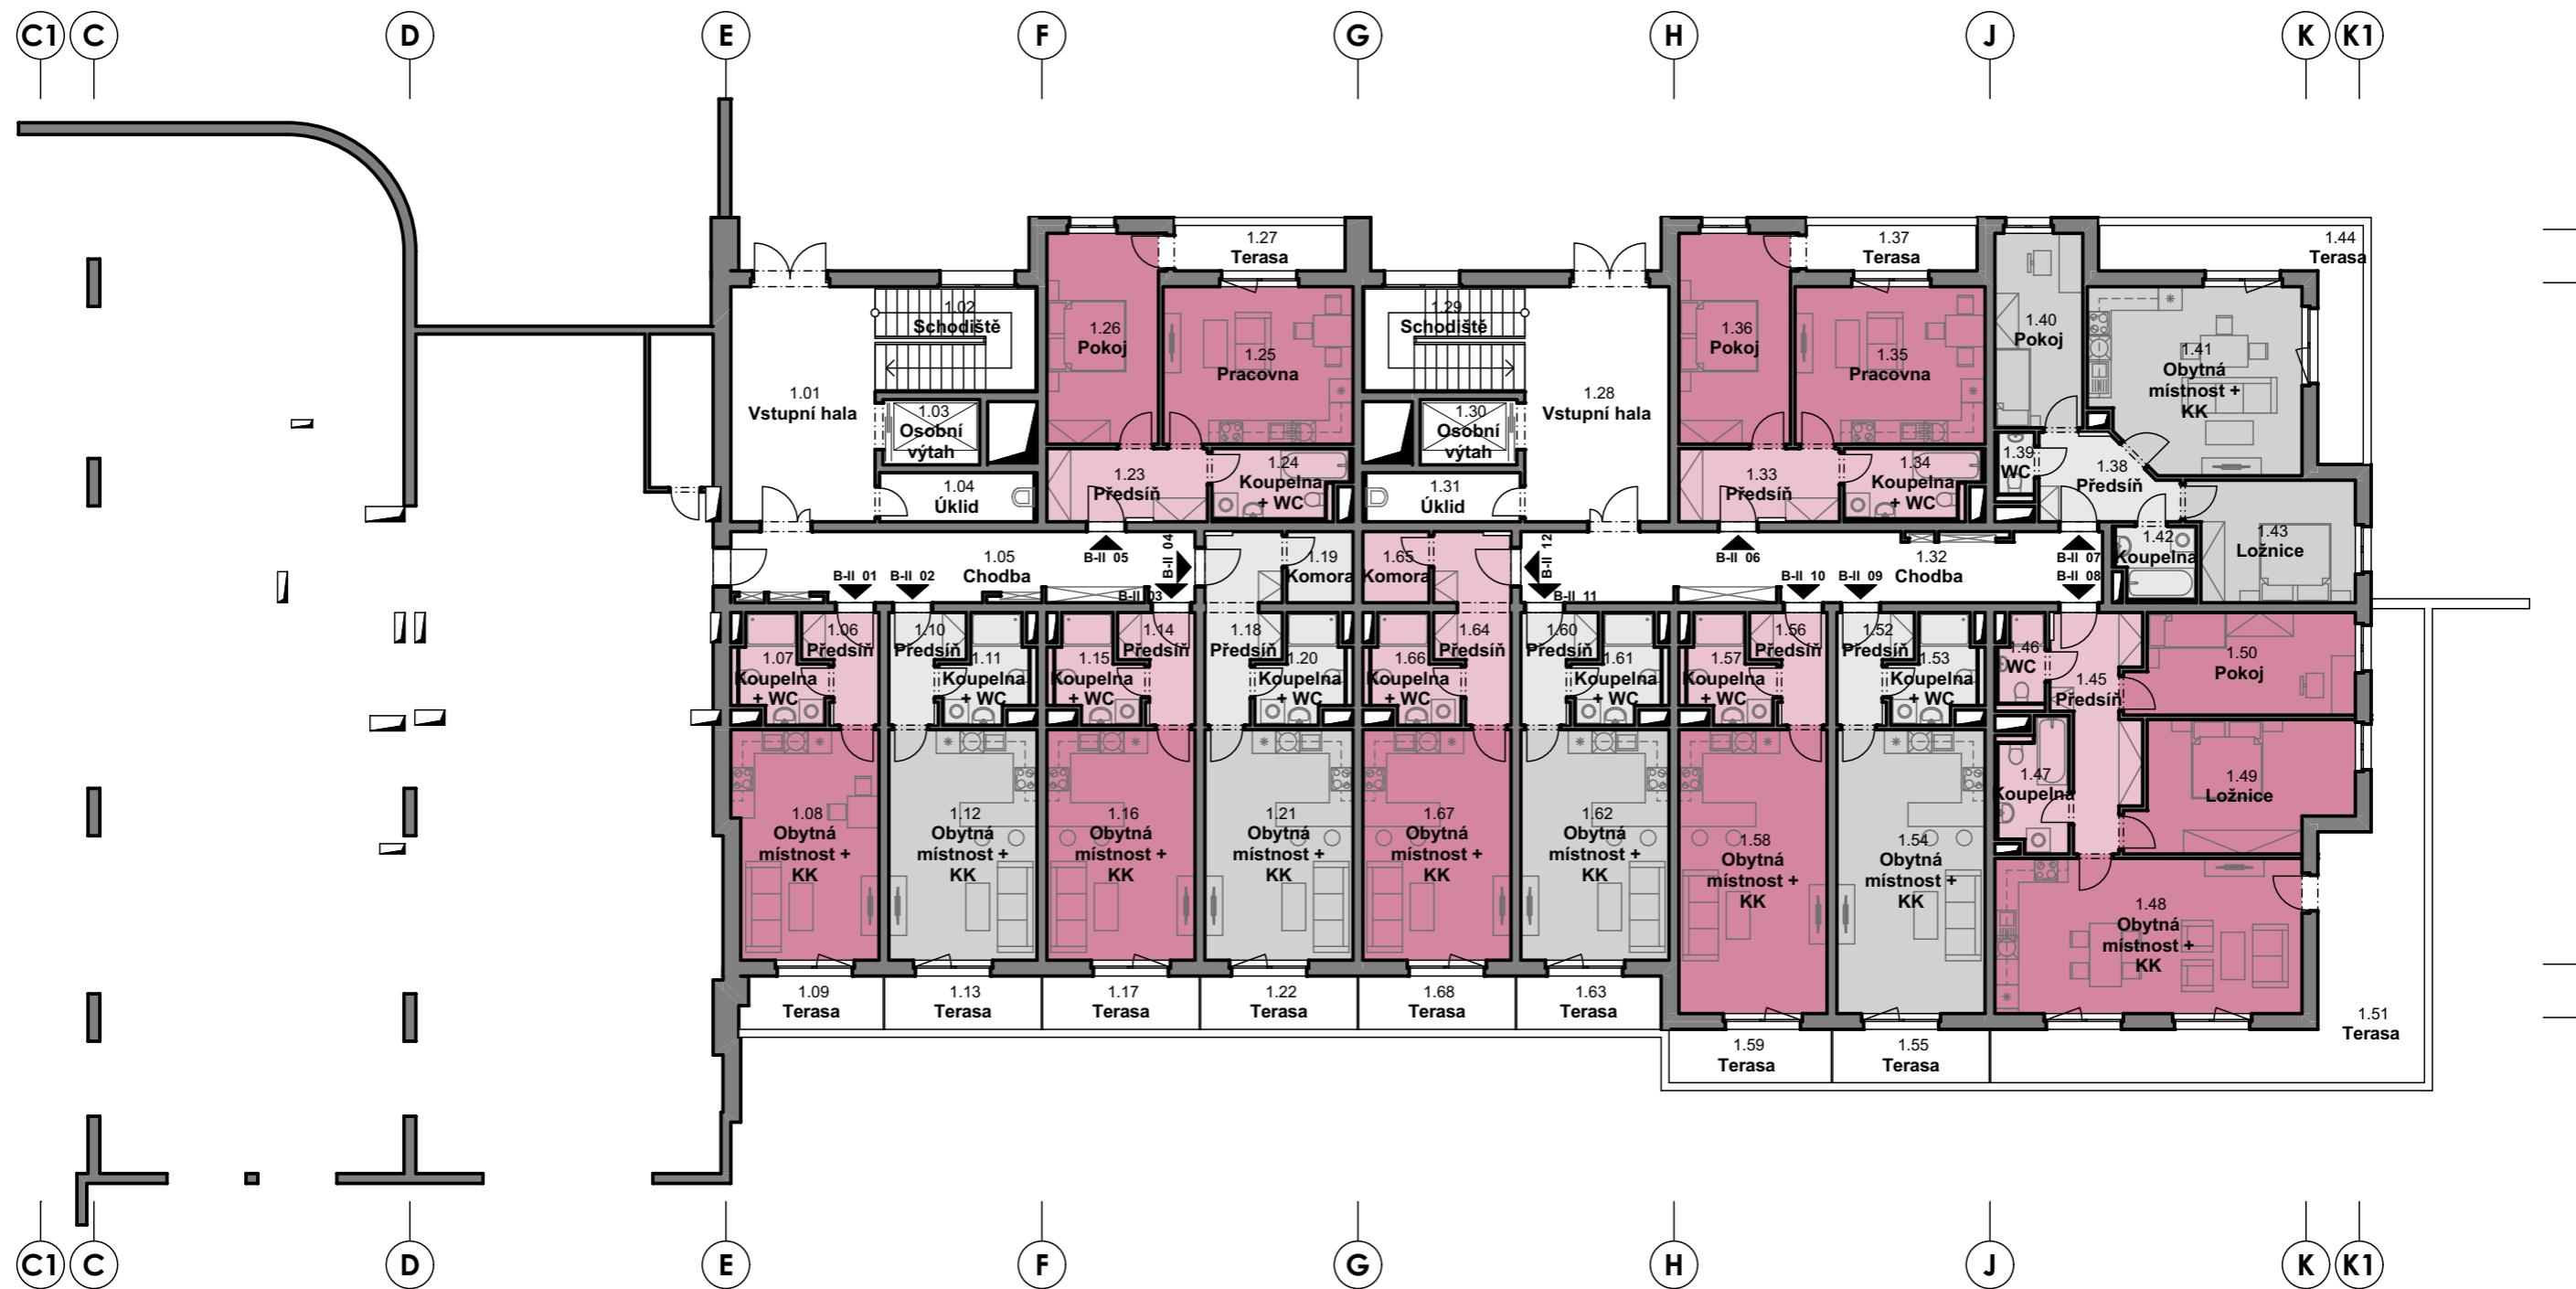 C1 C D E F G H J K K1
1.27
Terasa
1.37
Terasa
1.44
Terasa
1.02
Schodiště
1.26
Pokoj
1.25
Pracovna
1.29
Schodiště
1.36
Pokoj
1.35
Pracovna
1.40
Pokoj
1.41
Obytná
místnost +
KK
1.01
Vstupní hala
1.03
Osobní
výtah
1.28
Vstupní hala
1.30
Osobní
výtah
1.04
Úklid
1.23
Předsíň
1.24
Koupelna
+ WC
1.31
Úklid
1.33
Předsíň
1.34
Koupelna
+ WC
1.39
WC
1.38
Předsíň
1.05
Chodba
B-II 05
B-II 04
1.19
Komora
1.65
Komora
B-II 12
B-II 06
1.32
Chodba
B-II 07
B-II 08
1.42
Koupelna
1.43
Ložnice
B-II 01
B-II 02
B-II 03
B-II 11
B-II 10
B-II 09
1.06
Předsíň
1.07
Koupelna
+ WC
1.10
Předsíň
1.11
Koupelna
+ WC
1.14
Předsíň
1.15
Koupelna
+ WC
1.18
Předsíň
1.20
Koupelna
+ WC
1.64
Předsíň
1.66
Koupelna
+ WC
1.60
Předsíň
1.61
Koupelna
+ WC
1.56
Předsíň
1.57
Koupelna
+ WC
1.52
Předsíň
1.53
Koupelna
+ WC
1.46
WC
1.45
Předsíň
1.50
Pokoj
1.47
Koupelna
1.49
Ložnice
1.08
Obytná
místnost +
KK
1.12
Obytná
místnost +
KK
1.16
Obytná
místnost +
KK
1.21
Obytná
místnost +
KK
1.67
Obytná
místnost +
KK
1.62
Obytná
místnost +
KK
1.58
Obytná
místnost +
KK
1.54
Obytná
místnost +
KK
1.48
Obytná
místnost +
KK
1.09
Terasa
1.13
Terasa
1.17
Terasa
1.22
Terasa
1.68
Terasa
1.63
Terasa
1.59
Terasa
1.55
Terasa
1.51
Terasa
C1 C D E F G H J K K1